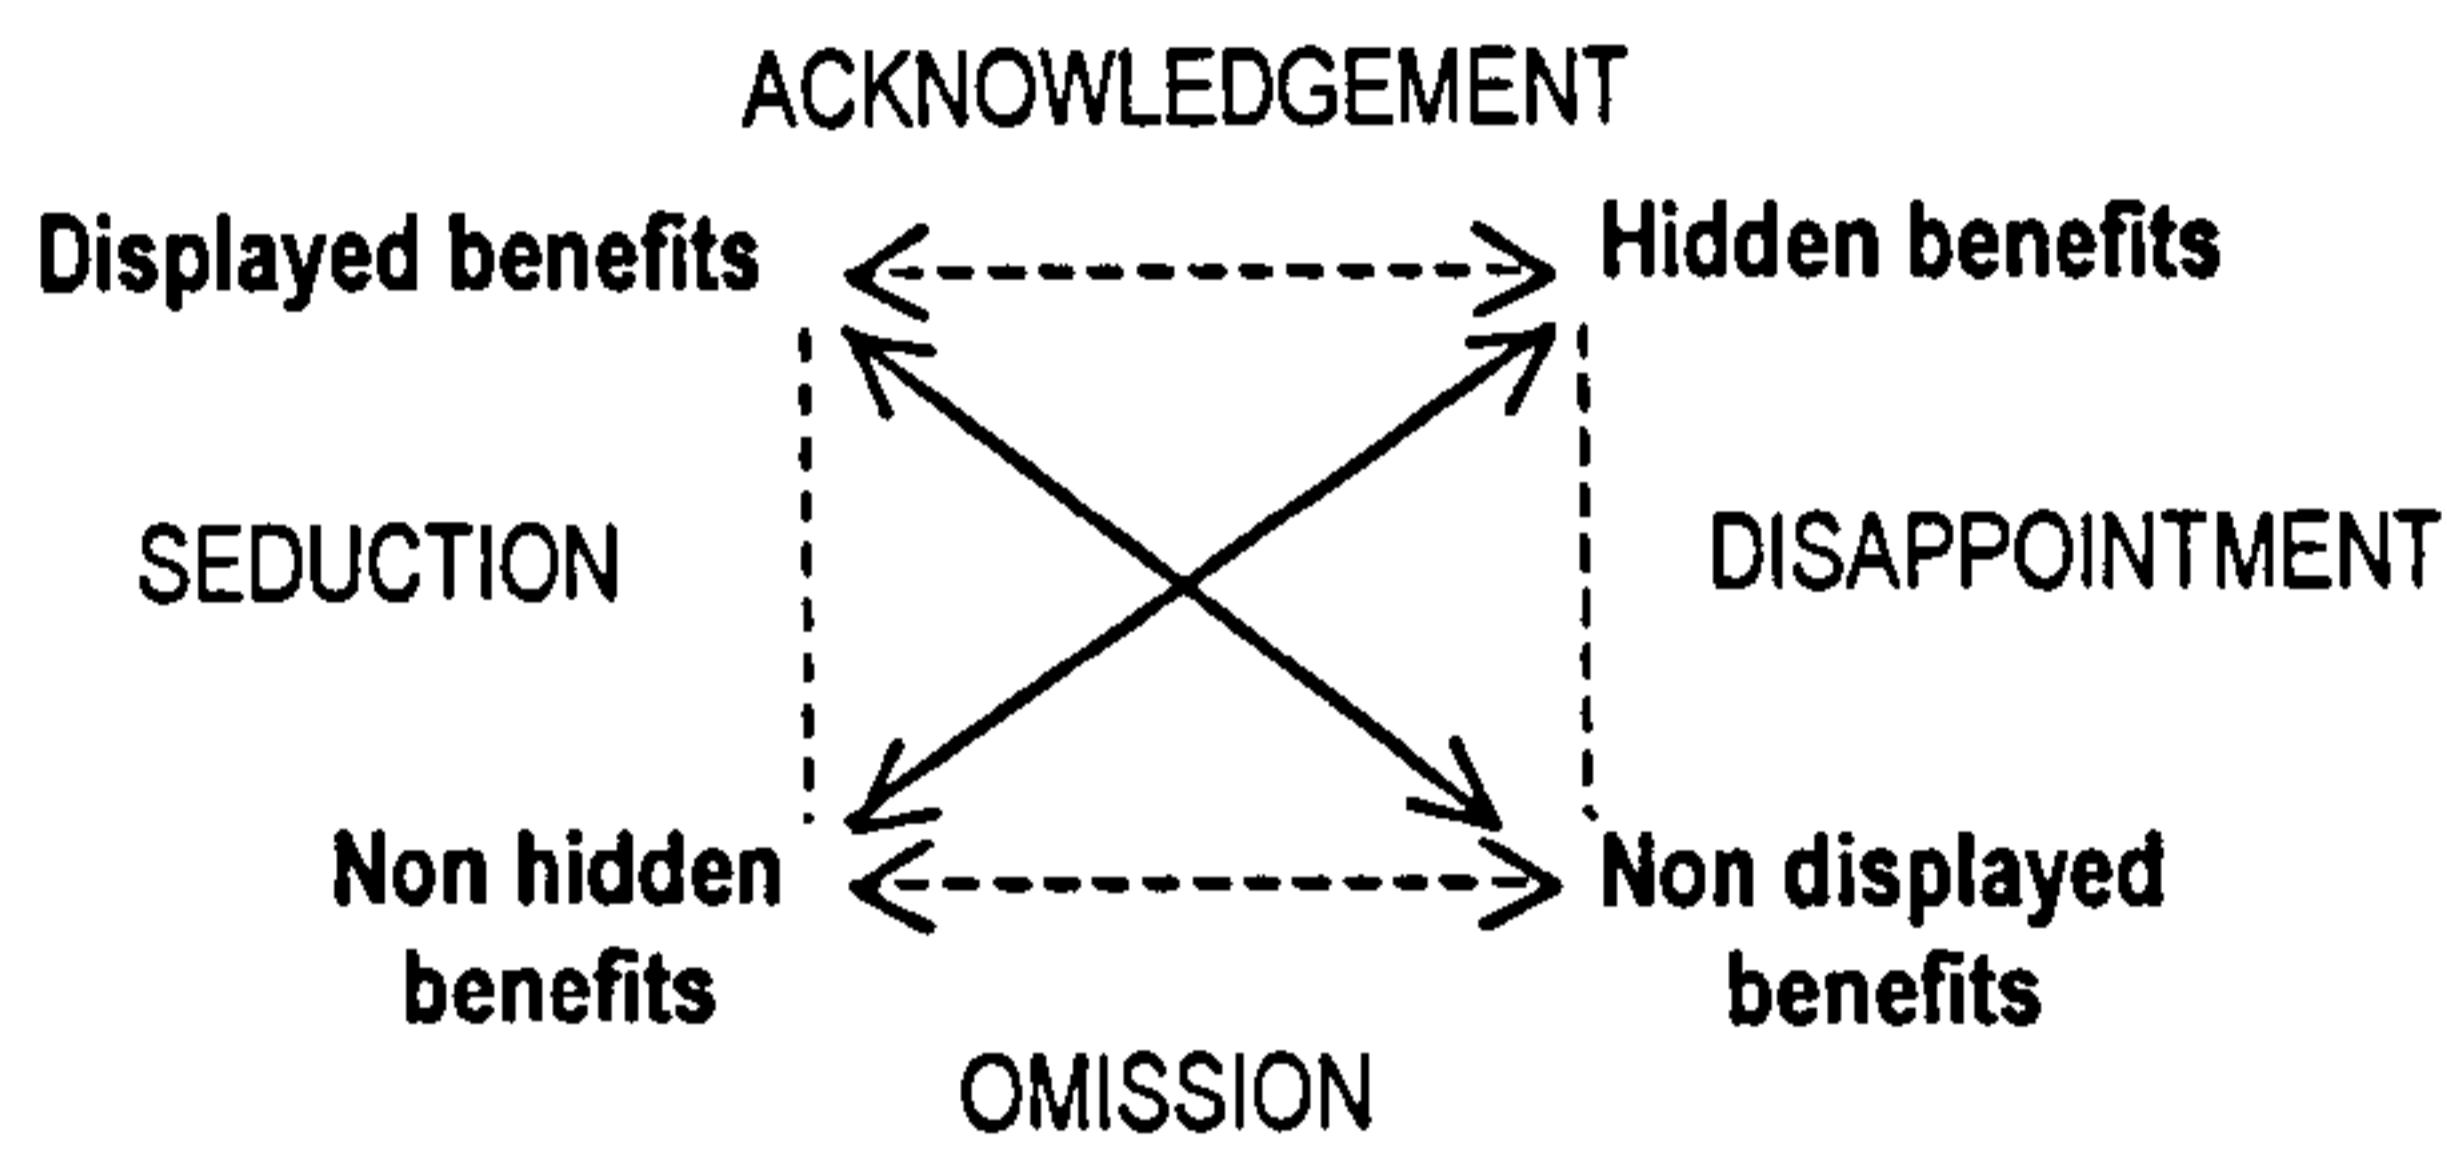 ACKNOWLEDGEMENT
Displayed benefits
Hidden benefits
SEDUCTION
DISAPPOINTMENT
Non hidden
benefits
Non displayed
benefits
OMISSION